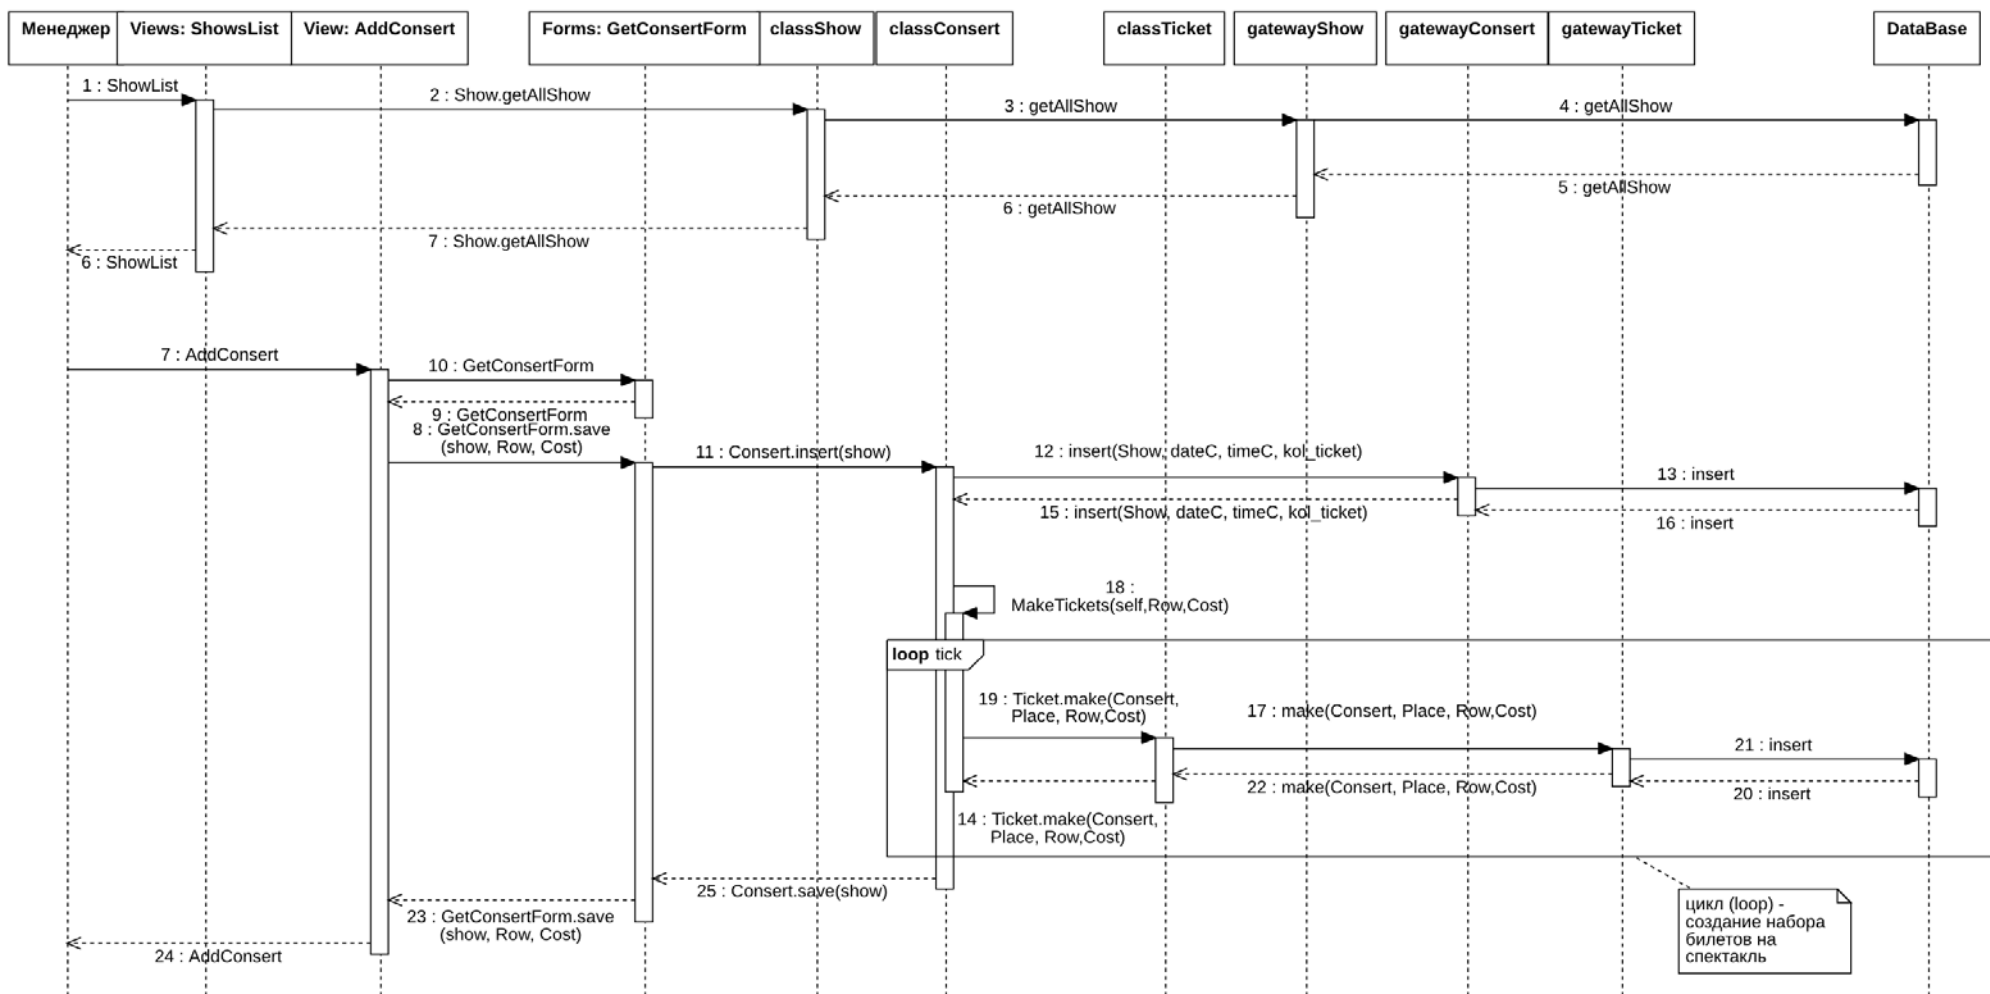 Менеджер
Views: ShowsList
View: AddConsert
Forms: GetConsertForm
classShow
classConsert
classTicket
gatewayShow
gatewayConsert
gatewayTicket
DataBase
1 : ShowList
2 : Show.getAllShow
3 : getAllShow
4 : getAllShow
5 : getAllShow
6 : getAllShow
7 : Show.getAllShow
6 : ShowList
7 : AddConsert
10 : GetConsertForm
9 : GetConsertForm
8 : GetConsertForm.save
(show, Row, Cost)
11 : Consert.insert(show)
12 : insert(Show, dateC, timeC, kol_ticket)
13 : insert
15 : insert(Show, dateC, timeC, kol_ticket)
16 : insert
18 :
MakeTickets(self,Row,Cost)
loop tick
19 : Ticket.make(Consert,
Place, Row,Cost)
17 : make(Consert, Place, Row,Cost)
21 : insert
22 : make(Consert, Place, Row,Cost)
20 : insert
14 : Ticket.make(Consert,
Place, Row,Cost)
25 : Consert.save(show)
23 : GetConsertForm.save
(show, Row, Cost)
24 : AddConsert
цикл (loop) -
создание набора
билетов на
спектакль